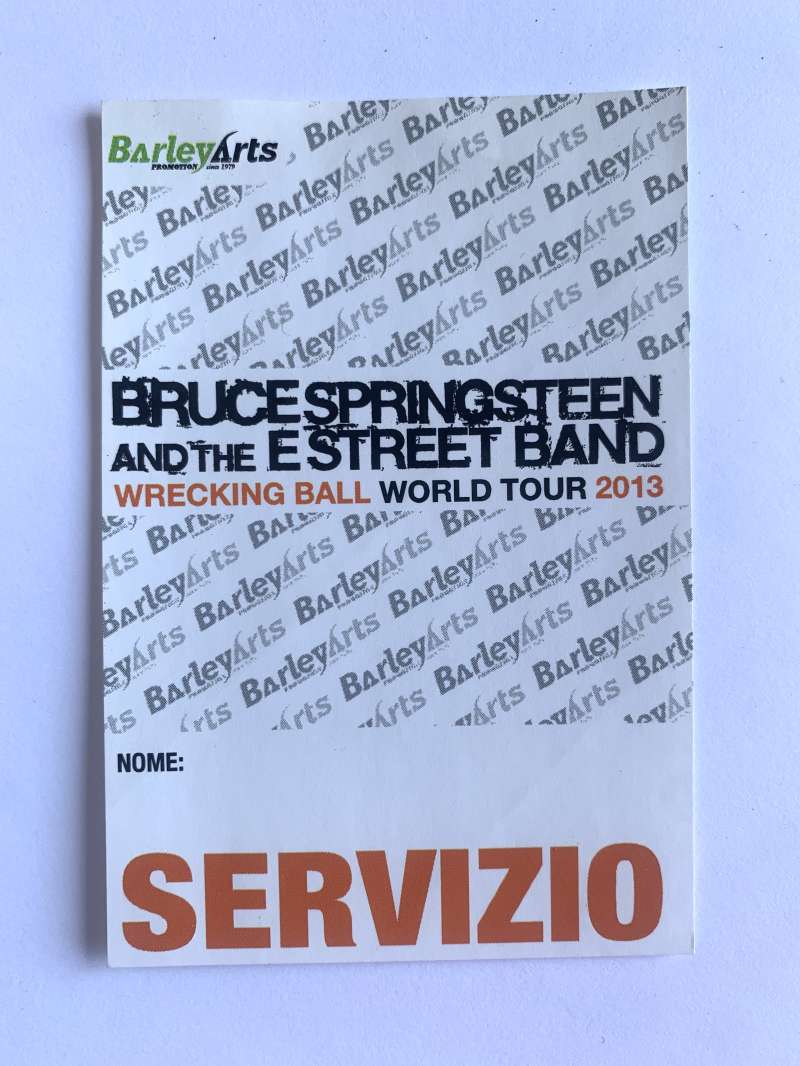 BarleyArts
PROMOTION since 1979
BRUCE SPRINGSTEEN
AND THE E STREET BAND
WRECKING BALL WORLD TOUR 2013
NOME:
SERVIZIO